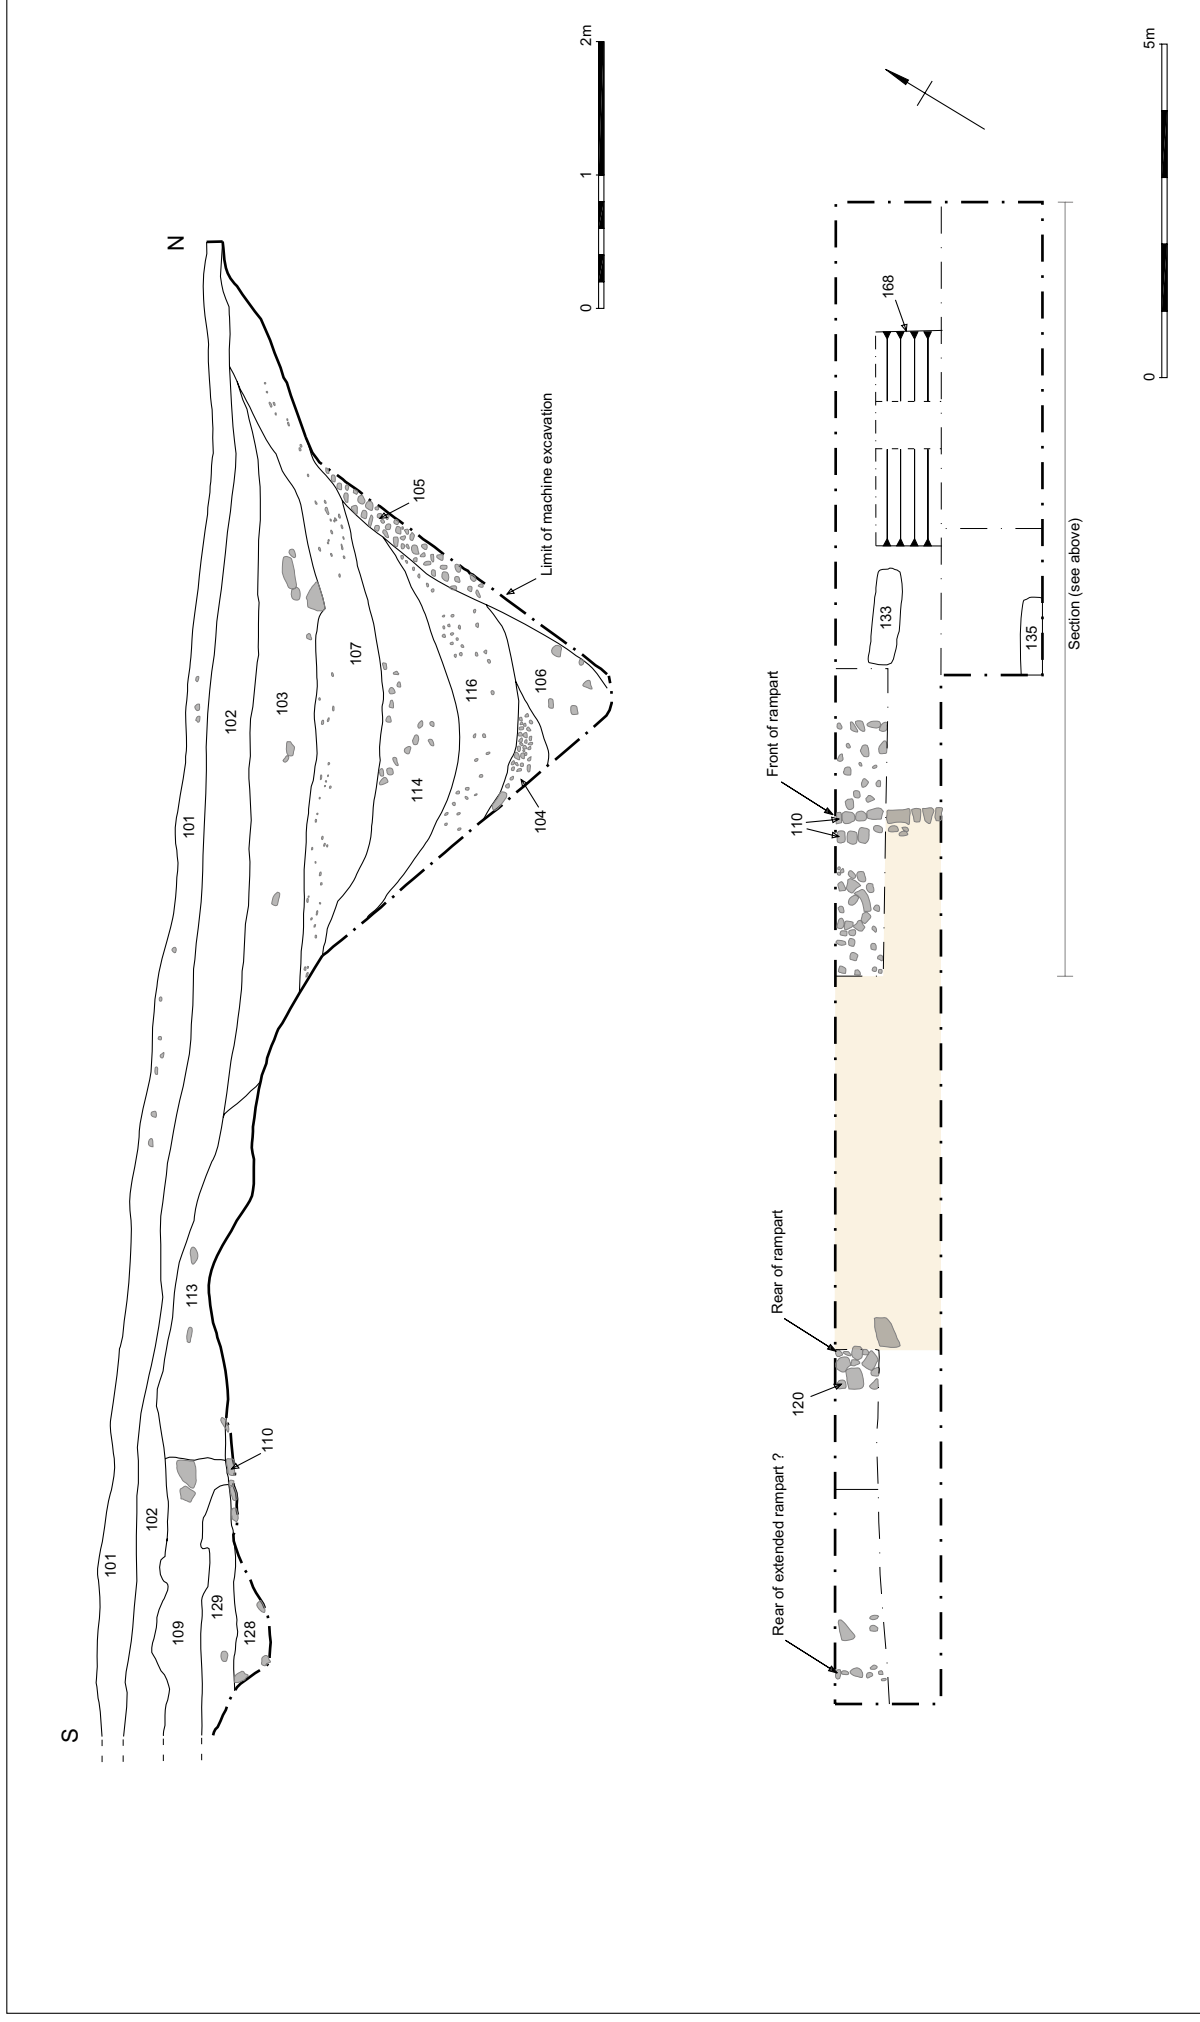 S
N
101
101
102
102
103
113
109
129
128
110
107
105
114
116
106
104
Limit of machine excavation
0 1 2m
Rear of extended rampart ?
120
Rear of rampart
110
Front of rampart
133
168
135
Section (see above)
0 5m